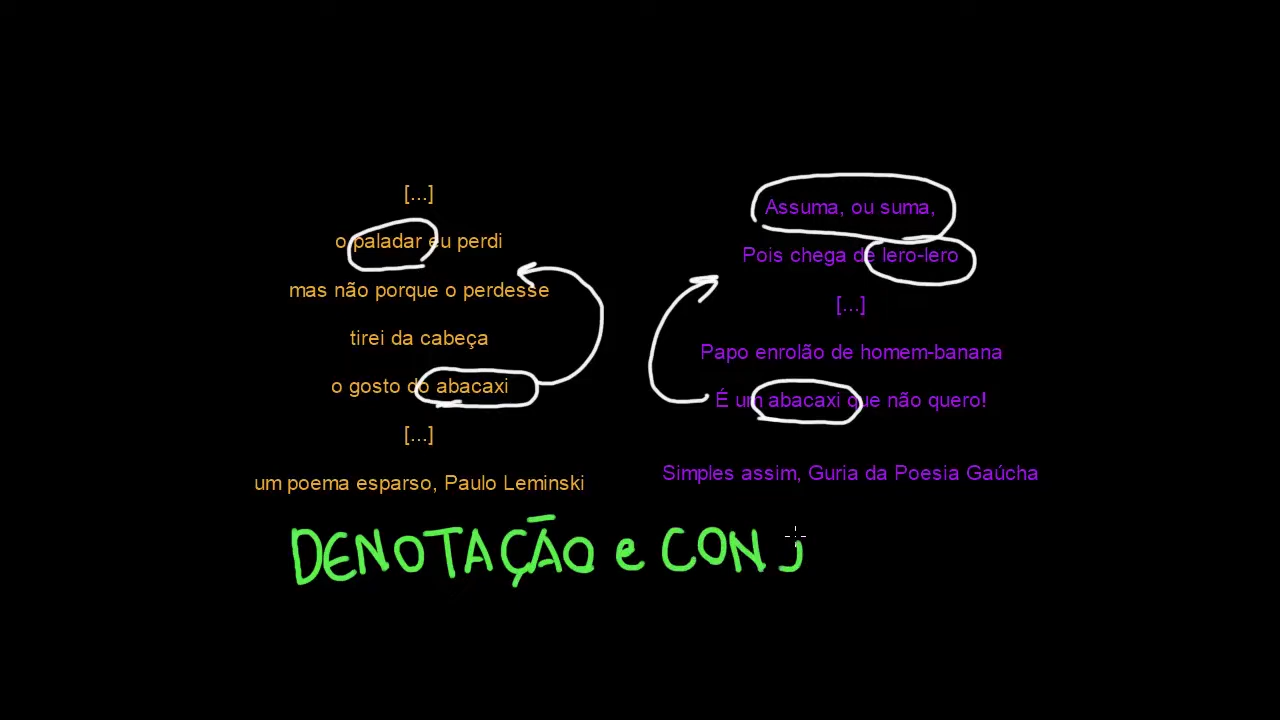 [...]
o paladar eu perdi
mas não porque o perdesse
tirei da cabeça
o gosto do abacaxi
[...]
um poema esparso, Paulo Leminski
Assuma, ou suma,
Pois chega de lero-lero
[...]
Papo enrolão de homem-banana
É um abacaxi que não quero!
Simples assim, Guria da Poesia Gaúcha
DENOTAÇÃO e CON